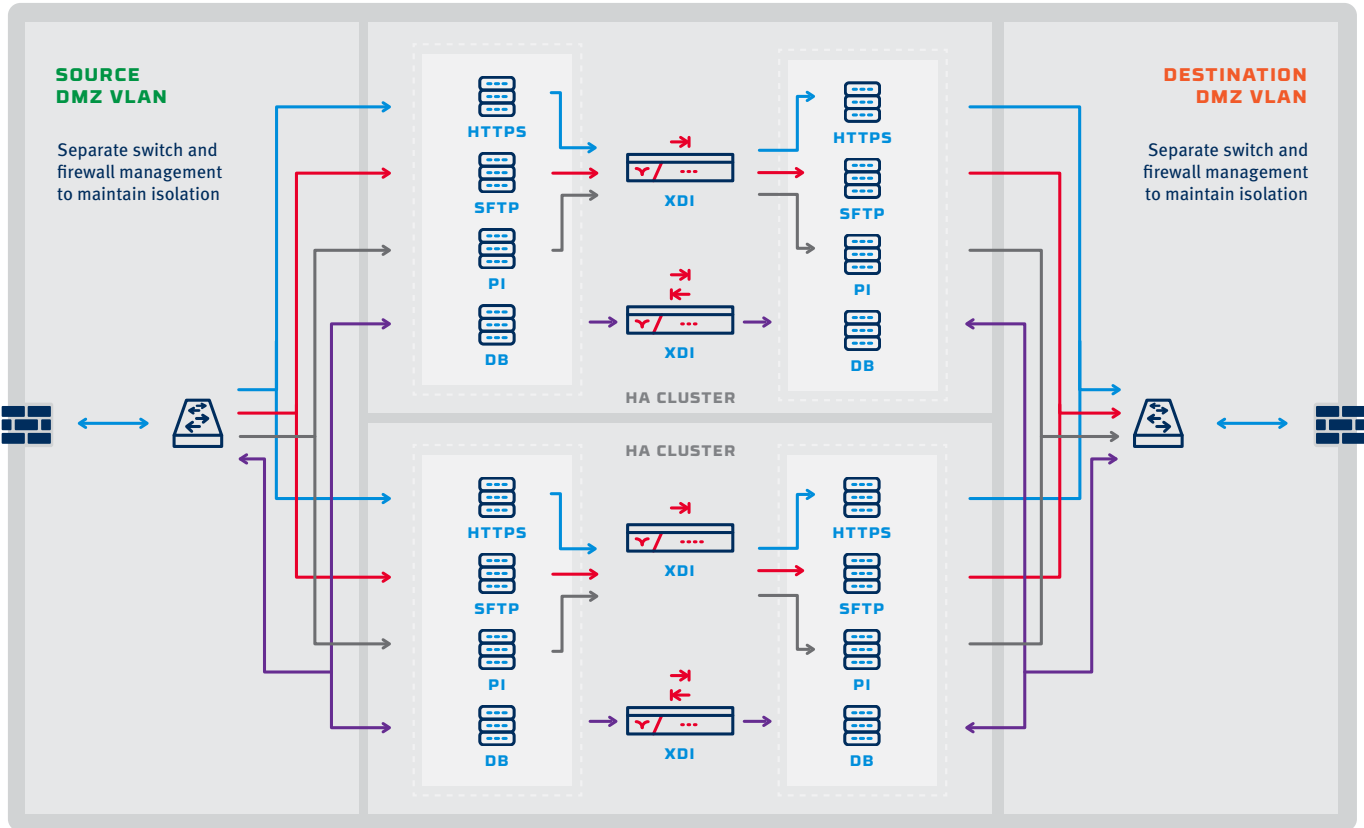 SOURCE
DMZ VLAN
Separate switch and
firewall management
to maintain isolation
HTTPS
SFTP
PI
DB
XDI
XDI
HTTPS
SFTP
PI
DB
HA CLUSTER
DESTINATION
DMZ VLAN
Separate switch and
firewall management
to maintain isolation
HA CLUSTER
HTTPS
SFTP
PI
DB
XDI
XDI
HTTPS
SFTP
PI
DB